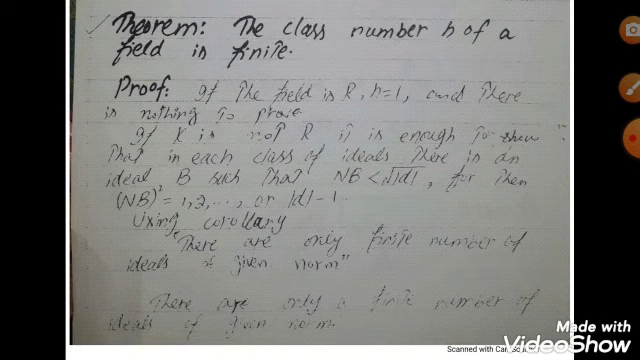 Theorem: The class number h of a
field is finite.
Proof: If The field is R, h=1, and There
is nothing To prove
If K is not R it is enough To show
That in each class of ideals There is an
ideal B such That NB < √|d|, for Then
(NB)² = 1, 2, ..., or |d| - 1.
Using corollary
"There are only finite number of
ideals of given norm"
There are only a finite number of
ideals of given norm.
Scanned with
Made with
VideoShow